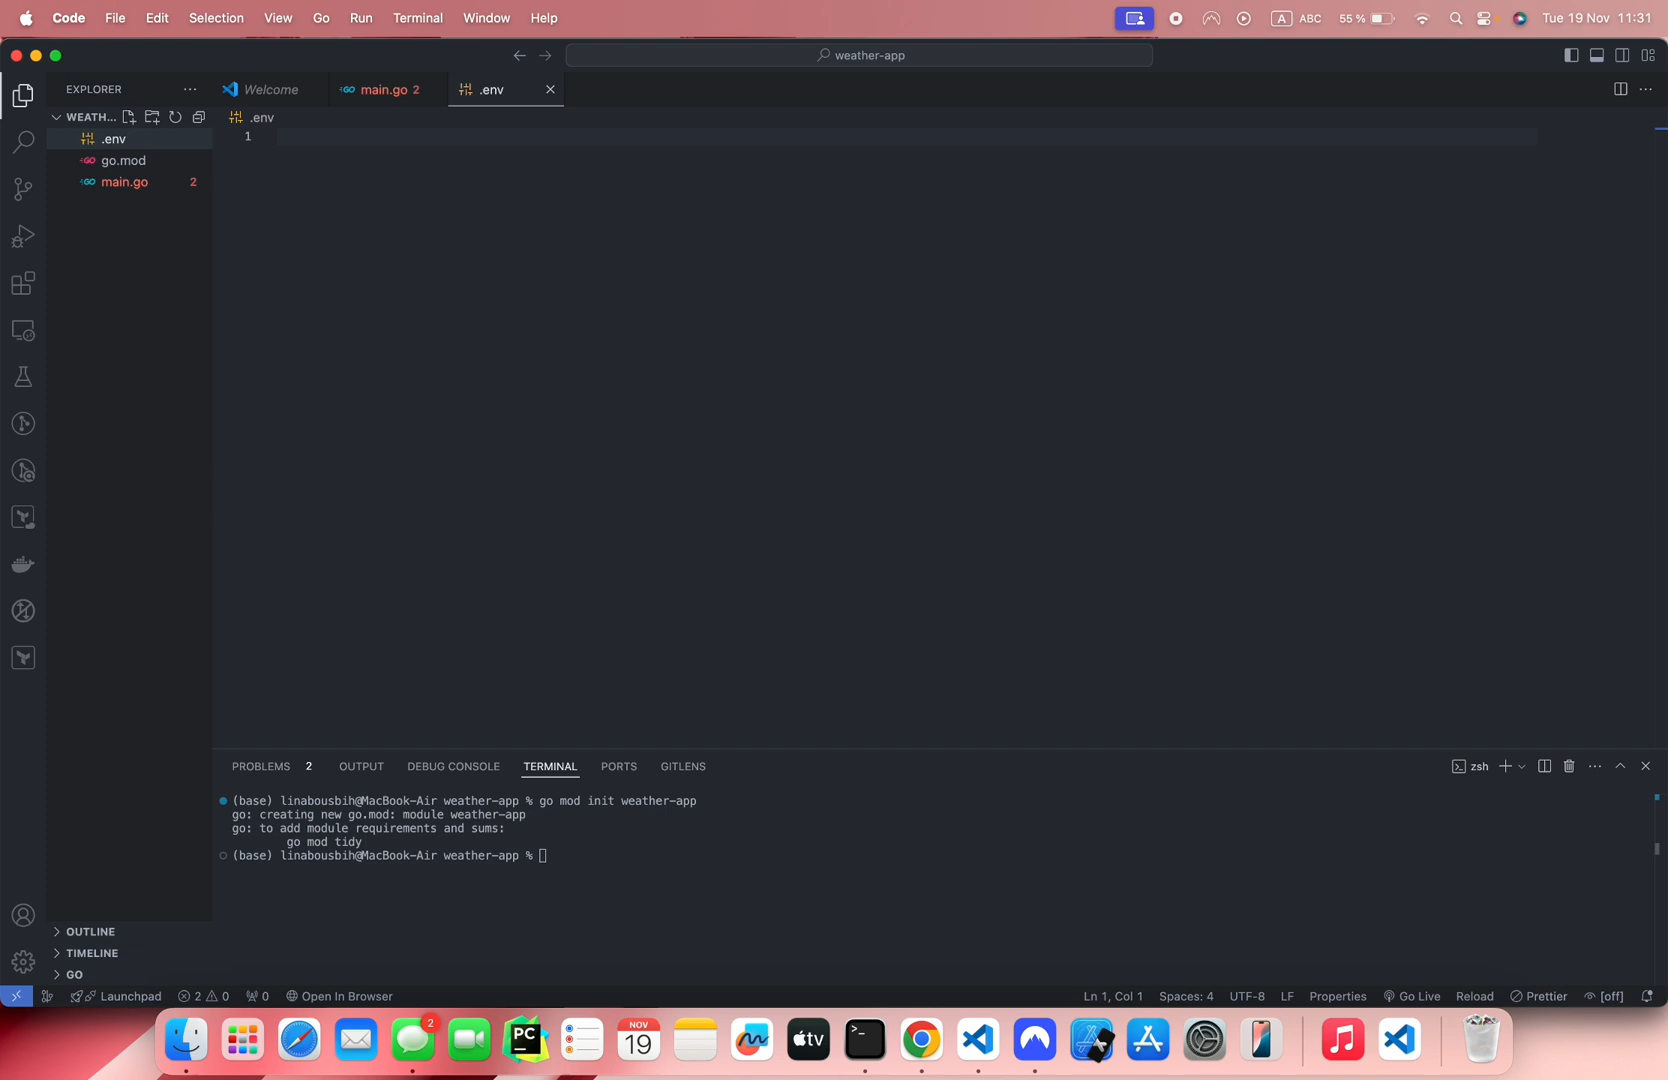 Code File Edit Selection View Go Run Terminal Window Help
A ABC 55 % Tue 19 Nov 11:31
weather-app
EXPLORER
Welcome
main.go 2
.env
WEATH...
.env
.env
1
go.mod
main.go 2
PROBLEMS 2 OUTPUT DEBUG CONSOLE TERMINAL PORTS GITLENS
zsh
(base) linabousbih@MacBook-Air weather-app % go mod init weather-app
go: creating new go.mod: module weather-app
go: to add module requirements and sums:
go mod tidy
(base) linabousbih@MacBook-Air weather-app %
OUTLINE
TIMELINE
GO
Launchpad 2 0 0 Open In Browser
Ln 1, Col 1 Spaces: 4 UTF-8 LF Properties Go Live Reload Prettier [off]
2
PC
NOV
19
tv